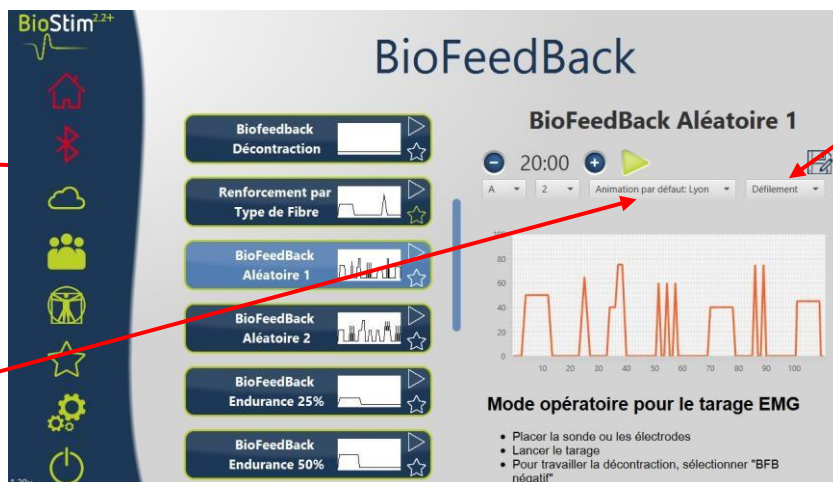 BioStim2.2+
BioFeedBack
Biofeedback
Décontraction
Renforcement par
Type de Fibre
BioFeedBack
Aléatoire 1
BioFeedBack
Aléatoire 2
BioFeedBack
Endurance 25%
BioFeedBack
Endurance 50%
BioFeedBack Aléatoire 1
20:00
A 2 Animation par défaut: Lyon Défilement
100
80
60
40
20
0
10 20 30 40 50 60 70 80 90 100
Mode opératoire pour le tarage EMG
• Placer la sonde ou les électrodes
• Lancer le tarage
• Pour travailler la décontraction, sélectionner "BFB
négatif"